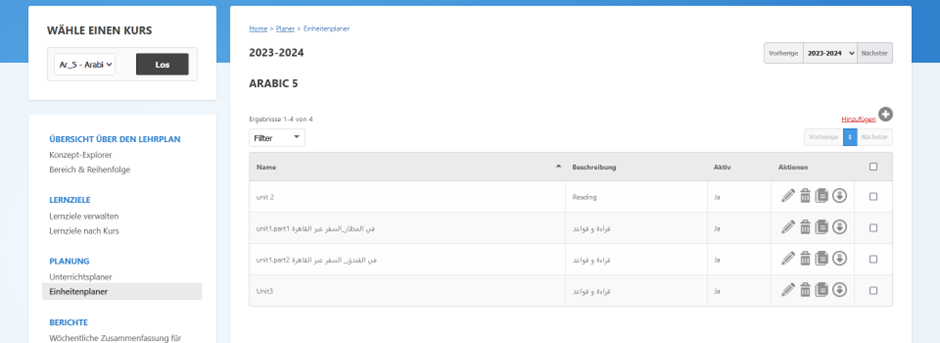 WÄHLE EINEN KURS
Ar_5 - Arabi
Los
ÜBERSICHT ÜBER DEN LEHRPLAN
Konzept-Explorer
Bereich & Reihenfolge
LERNZIELE
Lernziele verwalten
Lernziele nach Kurs
PLANUNG
Unterrichtsplaner
Einheitenplaner
BERICHTE
Wöchentliche Zusammenfassung für
Home > Planer > Einheitenplaner
2023-2024
Vorherige 2023-2024 Nächster
ARABIC 5
Ergebnisse 1-4 von 4
Hinzufügen
Filter
Vorherige 1 Nächster
Name Beschreibung Aktiv Aktionen
unit 2 Reading Ja
unit1.part1 في المطار_السفر عبر القاهرة قراءة و قواعد Ja
unit1.part2 في الفندق_ السفر عبر القاهرة قراءة و قواعد Ja
Unit3 قراءة و قواعد Ja